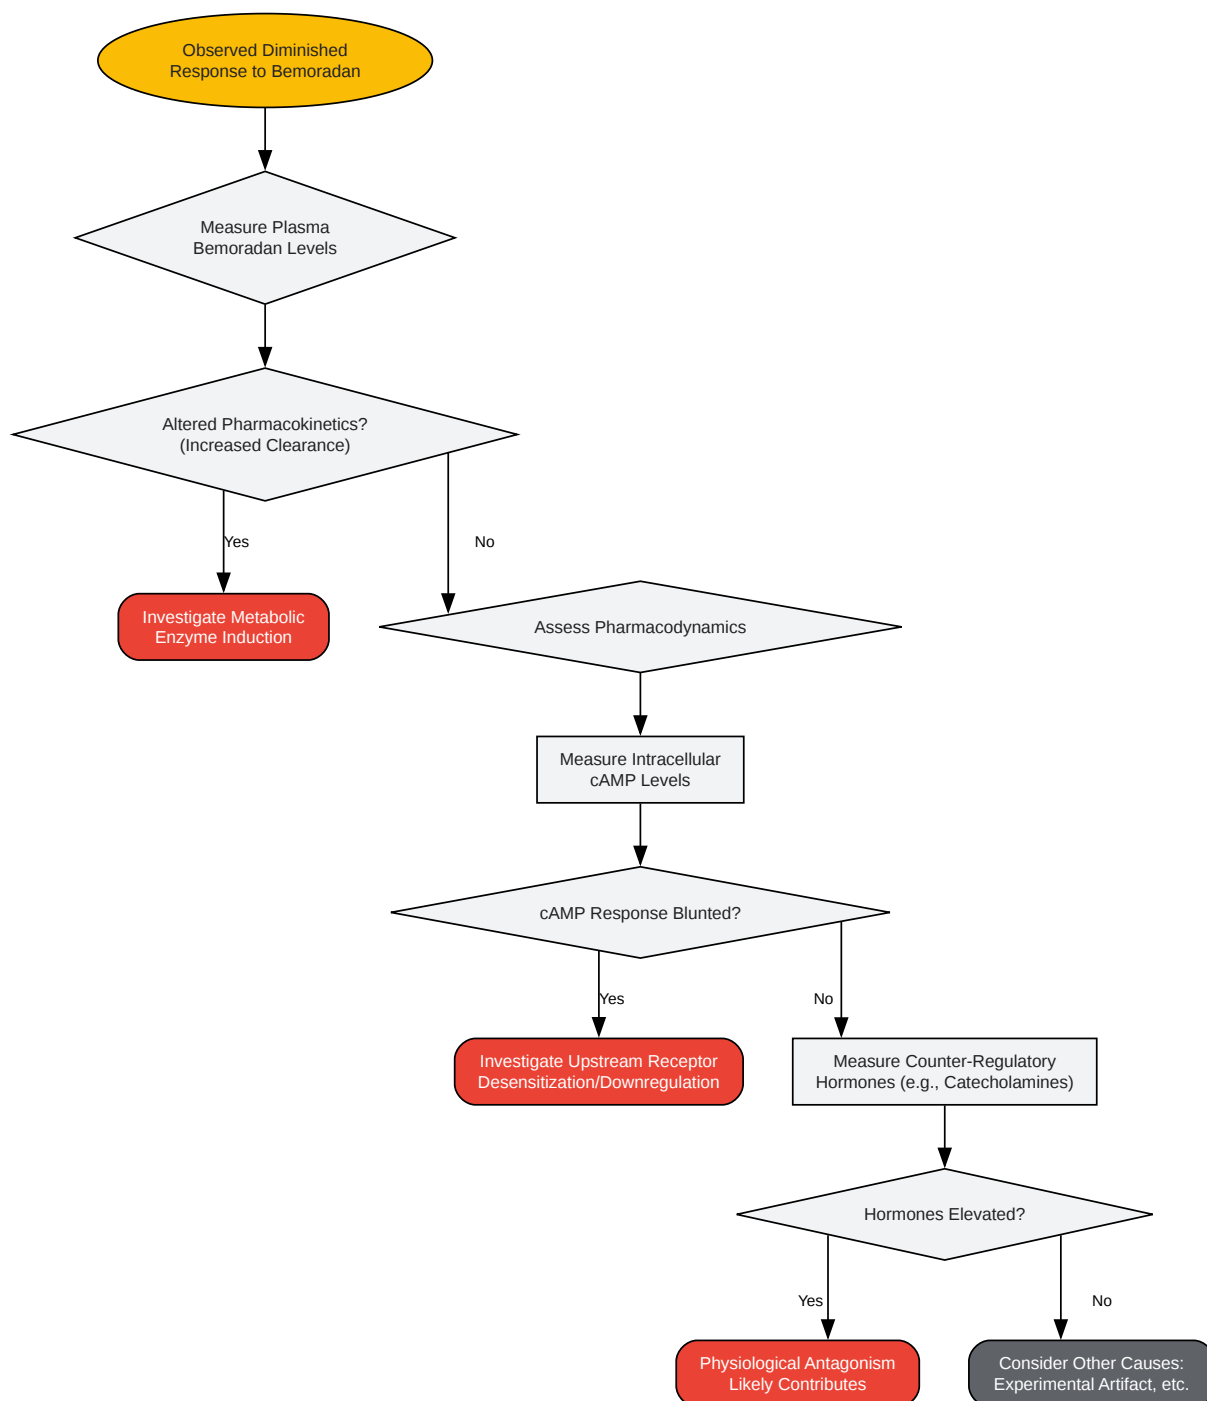 Observed Diminished
Response to Bemoradan
Measure Plasma
Bemoradan Levels
Altered Pharmacokinetics?
(Increased Clearance)
Yes
No
Investigate Metabolic
Enzyme Induction
Assess Pharmacodynamics
Measure Intracellular
cAMP Levels
cAMP Response Blunted?
Yes
No
Investigate Upstream Receptor
Desensitization/Downregulation
Measure Counter-Regulatory
Hormones (e.g., Catecholamines)
Hormones Elevated?
Yes
No
Physiological Antagonism
Likely Contributes
Consider Other Causes:
Experimental Artifact, etc.